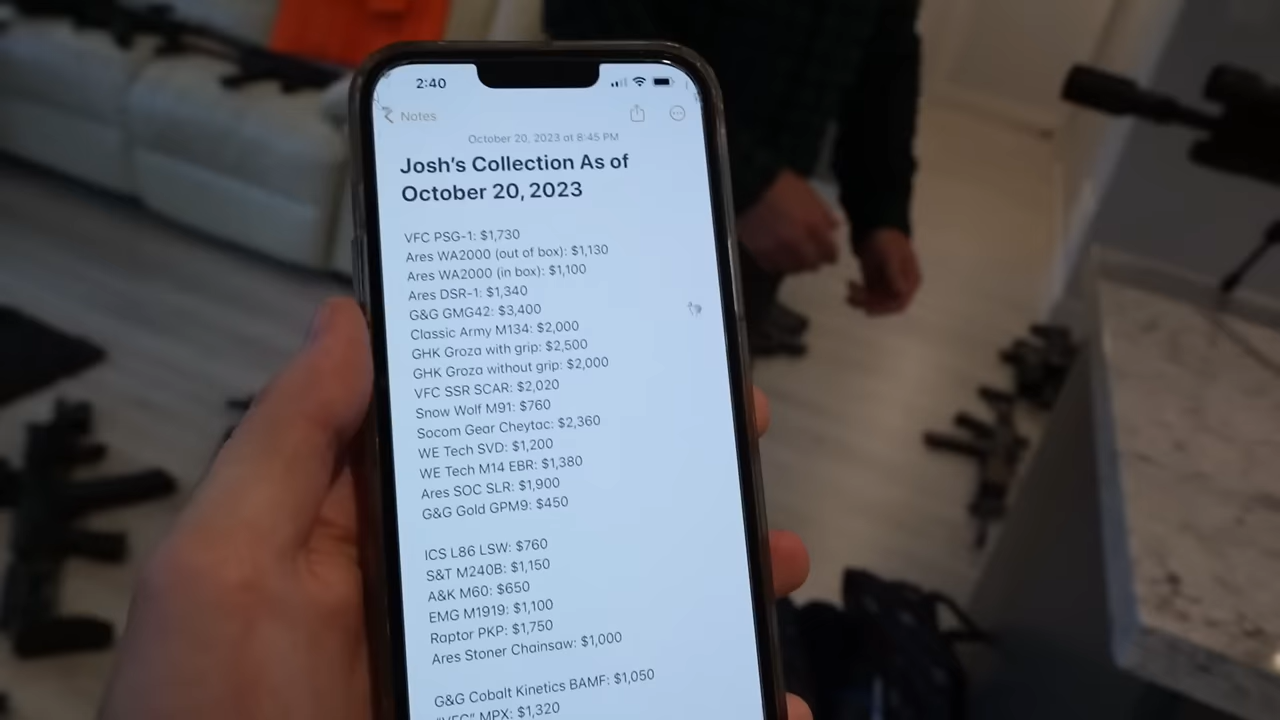 2:40
Notes
October 20, 2023 at 8:45 PM
Josh's Collection As of
October 20, 2023
VFC PSG-1: $1,730
Ares WA2000 (out of box): $1,130
Ares WA2000 (in box): $1,100
Ares DSR-1: $1,340
G&G GMG42: $3,400
Classic Army M134: $2,000
GHK Groza with grip: $2,500
GHK Groza without grip: $2,000
VFC SSR SCAR: $2,020
Snow Wolf M91: $760
Socom Gear Cheytac: $2,360
WE Tech SVD: $1,200
WE Tech M14 EBR: $1,380
Ares SOC SLR: $1,900
G&G Gold GPM9: $450
ICS L86 LSW: $760
S&T M240B: $1,150
A&K M60: $650
EMG M1919: $1,100
Raptor PKP: $1,750
Ares Stoner Chainsaw: $1,000
G&G Cobalt Kinetics BAMF: $1,050
"VFC" MPX: $1,320